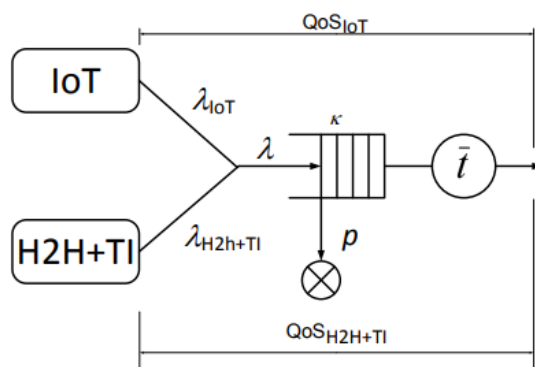 QoS_IoT
IoT
λ_IoT
κ
λ
t̄
H2H+TI
λ_H2h+TI
p
QoS_H2H+TI